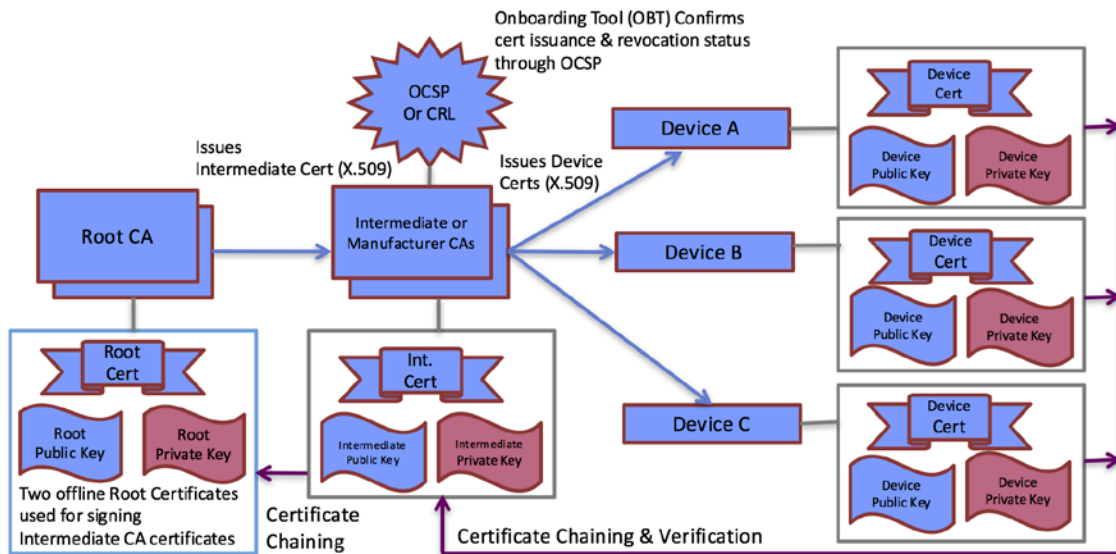 Onboarding Tool (OBT) Confirms
cert issuance & revocation status
through OCSP
OCSP
Or CRL
Issues
Intermediate Cert (X.509)
Root CA
Intermediate or
Manufacturer CAs
Issues Device
Certs (X.509)
Device A
Device
Cert
Device
Public Key
Device
Private Key
Device B
Device
Cert
Device
Public Key
Device
Private Key
Device C
Device
Cert
Device
Public Key
Device
Private Key
Root
Cert
Root
Public Key
Root
Private Key
Two offline Root Certificates
used for signing
Intermediate CA certificates
Int.
Cert
Intermediate
Public Key
Intermediate
Private Key
Certificate
Chaining
Certificate Chaining & Verification